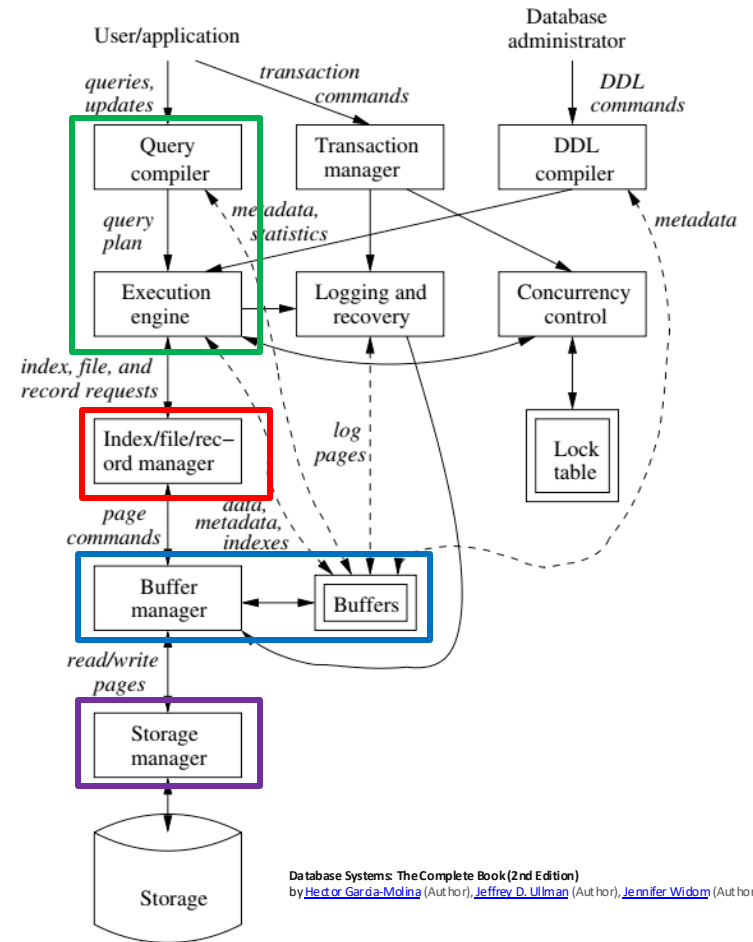 User/application
Database
administrator
queries,
updates
transaction
commands
DDL
commands
Query
compiler
Transaction
manager
DDL
compiler
query
plan
metadata,
statistics
metadata
Execution
engine
Logging and
recovery
Concurrency
control
index, file, and
record requests
Index/file/rec–
ord manager
log
pages
Lock
table
page
commands
data,
metadata,
indexes
Buffer
manager
Buffers
read/write
pages
Storage
manager
Storage
Database Systems: The Complete Book (2nd Edition)
by Hector Garcia-Molina (Author), Jeffrey D. Ullman (Author), Jennifer Widom (Author